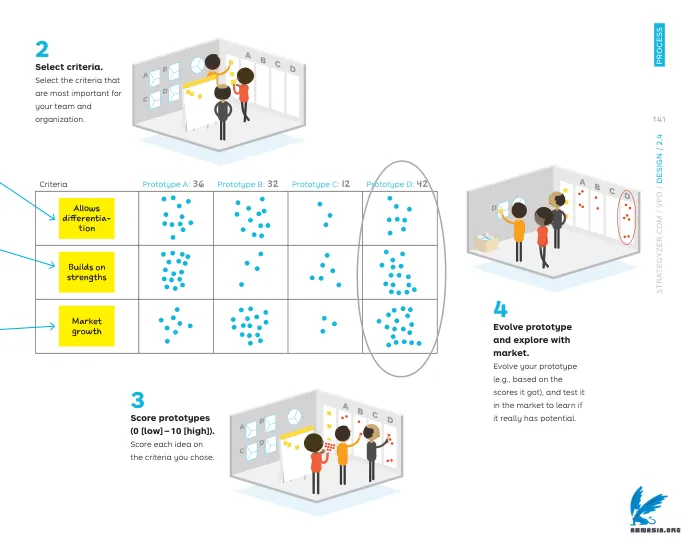 2
Select criteria.
Select the criteria that
are most important for
your team and
organization.
A
B
C
D
A
B
C
D
PROCESS
141
STRATEGYZER.COM / VPD / DESIGN / 2.4
Criteria
Prototype A: 36
Prototype B: 32
Prototype C: 12
Prototype D: 42
Allows
differentia-
tion
Builds on
strengths
Market
growth
D
A
B
C
D
4
Evolve prototype
and explore with
market.
Evolve your prototype
(e.g., based on the
scores it got), and test it
in the market to learn if
it really has potential.
3
Score prototypes
(0 [low] – 10 [high]).
Score each idea on
the criteria you chose.
A
B
C
D
A
B
C
D
ARMASIA.ORG